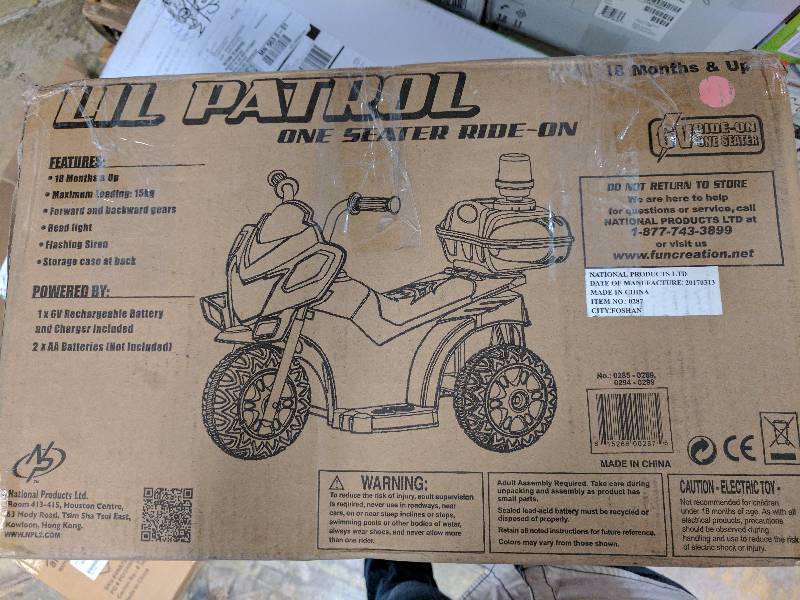 18 Months & Up
LIL PATROL
ONE SEATER RIDE-ON
6V RIDE-ON
ONE SEATER
FEATURES:
• 18 Months & Up
• Maximum Loading: 15kg
• Forward and backward gears
• Head light
• Flashing Siren
• Storage case at back
POWERED BY:
1 x 6V Rechargeable Battery
and Charger Included
2 x AA Batteries (Not Included)
DO NOT RETURN TO STORE
We are here to help
for questions or service, call
NATIONAL PRODUCTS LTD at
1-877-743-3899
or visit us
www.funcreation.net
NATIONAL PRODUCTS LTD
DATE OF MANUFACTURE: 20170313
MADE IN CHINA
ITEM NO.: 0287
CITY:FOSHAN
No.: 0285 - 0289,
0294 - 0299
MADE IN CHINA
CE
NP
National Products Ltd.
Room 413-415, Houston Centre,
63 Mody Road, Tsim Sha Tsui East,
Kowloon, Hong Kong.
WWW.NPL2.COM
WARNING:
To reduce the risk of injury, adult supervision
is required, never use in roadways, near
cars, on or near steep inclines or steps,
swimming pools or other bodies of water,
always wear shoes, and never allow more
than one rider.
Adult Assembly Required. Take care during
unpacking and assembly as product has
small parts.
Sealed lead-acid battery must be recycled or
disposed of properly.
Retain all noted instructions for future reference.
Colors may vary from those shown.
CAUTION - ELECTRIC TOY -
Not recommended for children
under 18 months of age. As with all
electrical products, precautions
should be observed during
handling and use to reduce the risk
of electric shock or injury.